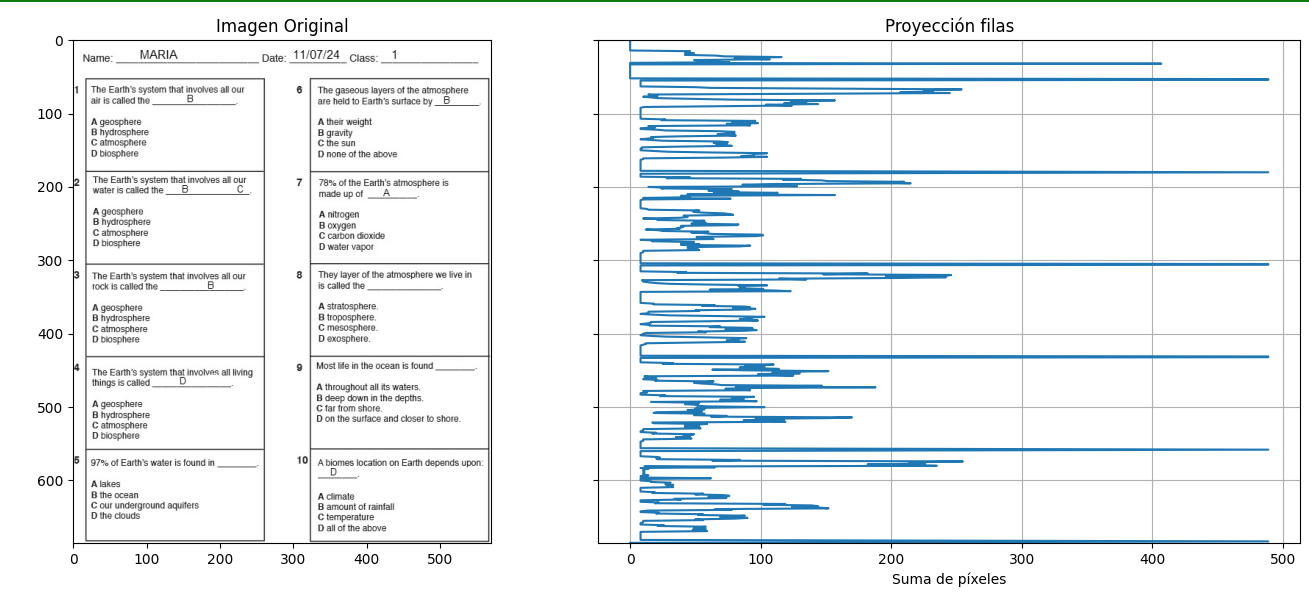 Imagen Original
Name: MARIA Date: 11/07/24 Class: 1
1 The Earth's system that involves all our
air is called the B.
A geosphere
B hydrosphere
C atmosphere
D biosphere
2 The Earth's system that involves all our
water is called the B C.
A geosphere
B hydrosphere
C atmosphere
D biosphere
3 The Earth's system that involves all our
rock is called the B.
A geosphere
B hydrosphere
C atmosphere
D biosphere
4 The Earth's system that involves all living
things is called D.
A geosphere
B hydrosphere
C atmosphere
D biosphere
5 97% of Earth's water is found in ________.
A lakes
B the ocean
C our underground aquifers
D the clouds
6 The gaseous layers of the atmosphere
are held to Earth's surface by B.
A their weight
B gravity
C the sun
D none of the above
7 78% of the Earth's atmosphere is
made up of A.
A nitrogen
B oxygen
C carbon dioxide
D water vapor
8 They layer of the atmosphere we live in
is called the ________________.
A stratosphere.
B troposphere.
C mesosphere.
D exosphere.
9 Most life in the ocean is found ________.
A throughout all its waters.
B deep down in the depths.
C far from shore.
D on the surface and closer to shore.
10 A biomes location on Earth depends upon:
D.
A climate
B amount of rainfall
C temperature
D all of the above
0
100
200
300
400
500
600
0 100 200 300 400 500
Proyección filas
0 100 200 300 400 500
Suma de píxeles